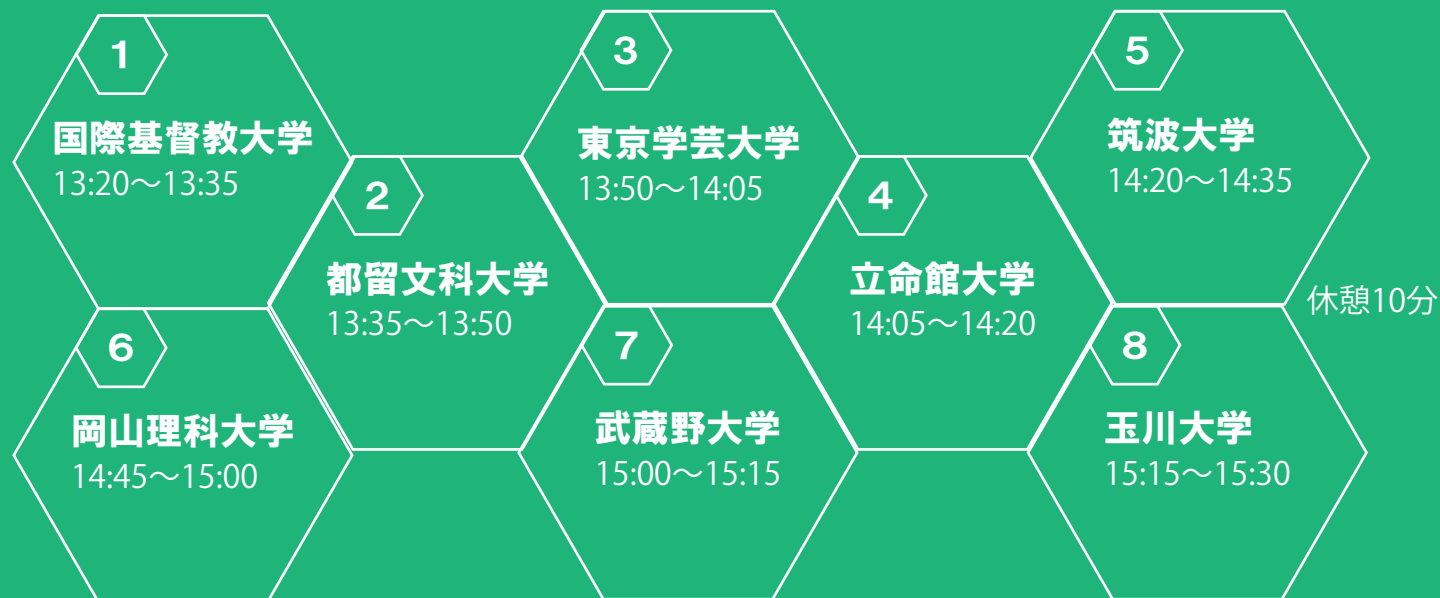 1
国際基督教大学
13:20〜13:35
2
都留文科大学
13:35〜13:50
3
東京学芸大学
13:50〜14:05
4
立命館大学
14:05〜14:20
5
筑波大学
14:20〜14:35
休憩10分
6
岡山理科大学
14:45〜15:00
7
武蔵野大学
15:00〜15:15
8
玉川大学
15:15〜15:30